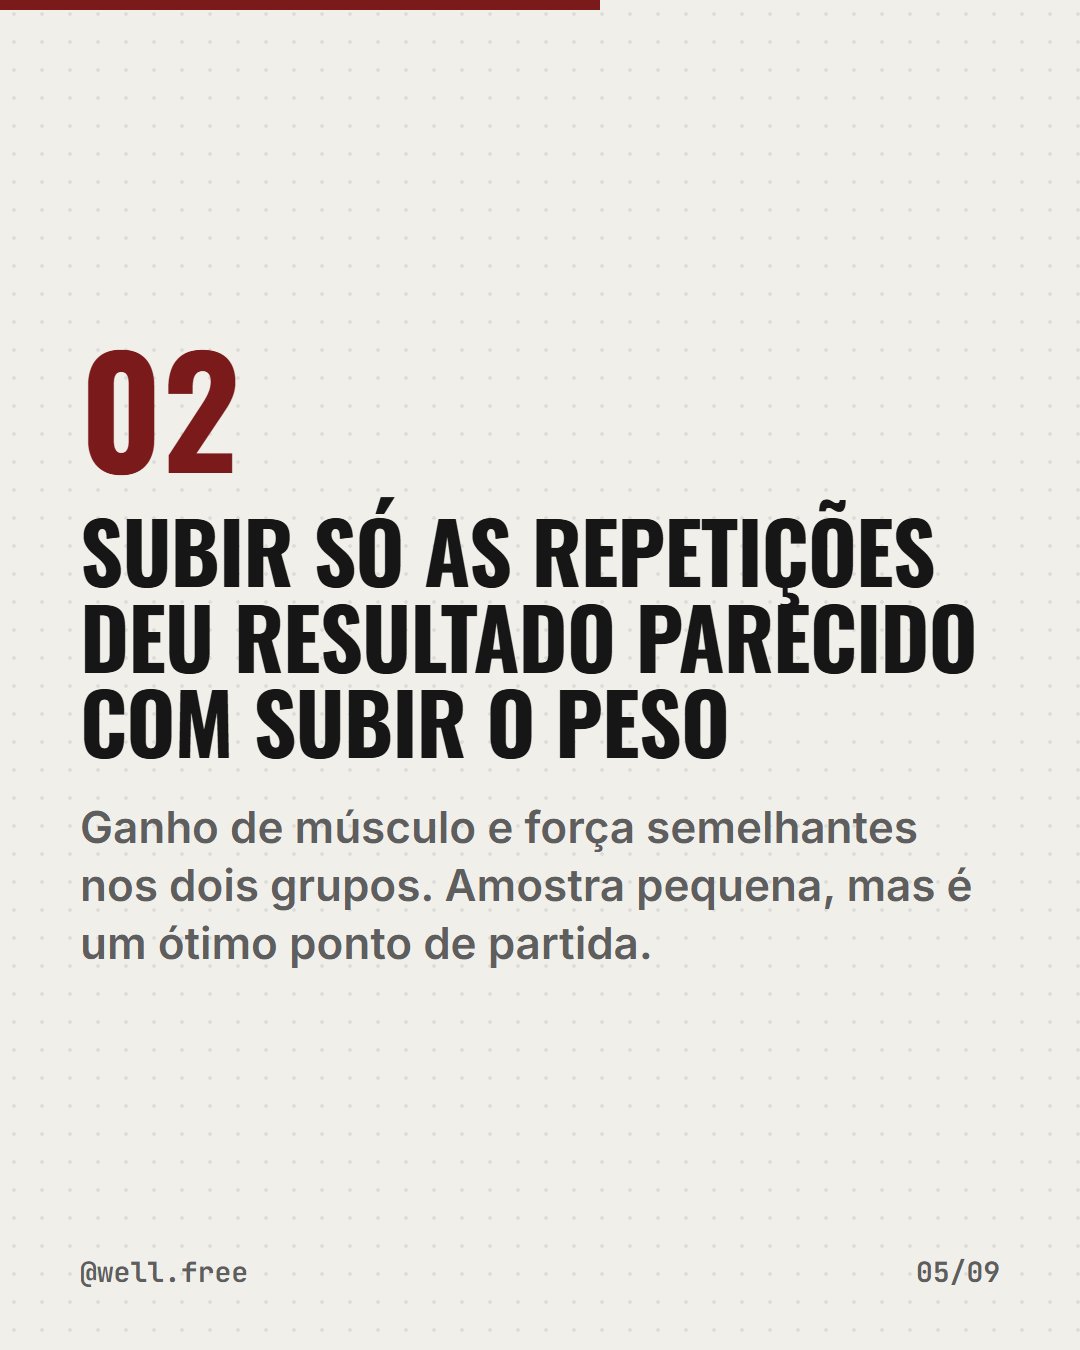 02
SUBIR SÓ AS REPETIÇÕES
DEU RESULTADO PARECIDO
COM SUBIR O PESO
Ganho de músculo e força semelhantes
nos dois grupos. Amostra pequena, mas é
um ótimo ponto de partida.
@well.free
05/09